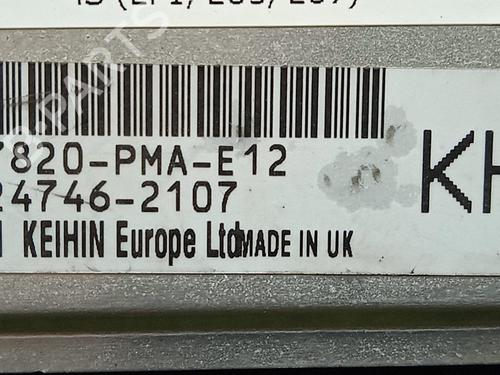 7820-PMA-E12
24746-2107
KEIHIN Europe Ltd MADE IN UK
KH